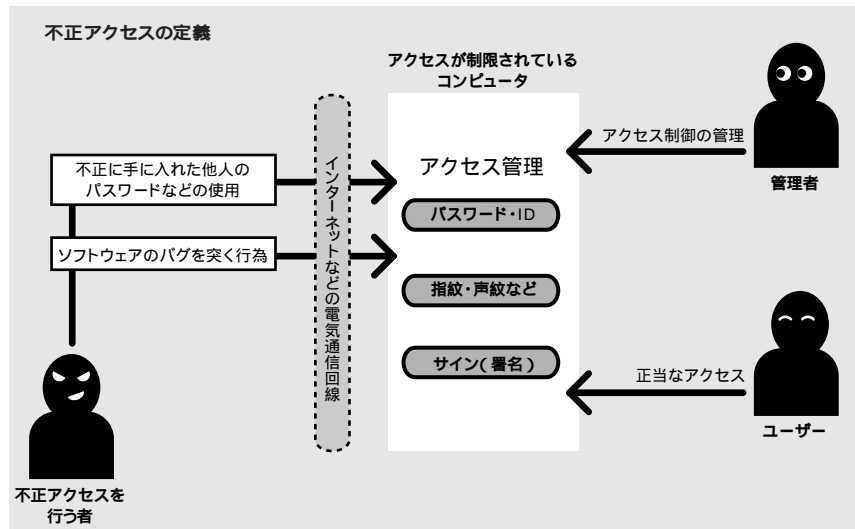 不正アクセスの定義
アクセスが制限されている
コンピュータ
アクセス制御の管理
管理者
不正に手に入れた他人の
パスワードなどの使用
ソフトウェアのバグを突く行為
インターネットなどの電気通信回線
アクセス管理
パスワード・ID
指紋・声紋など
サイン(署名)
正当なアクセス
ユーザー
不正アクセスを
行う者